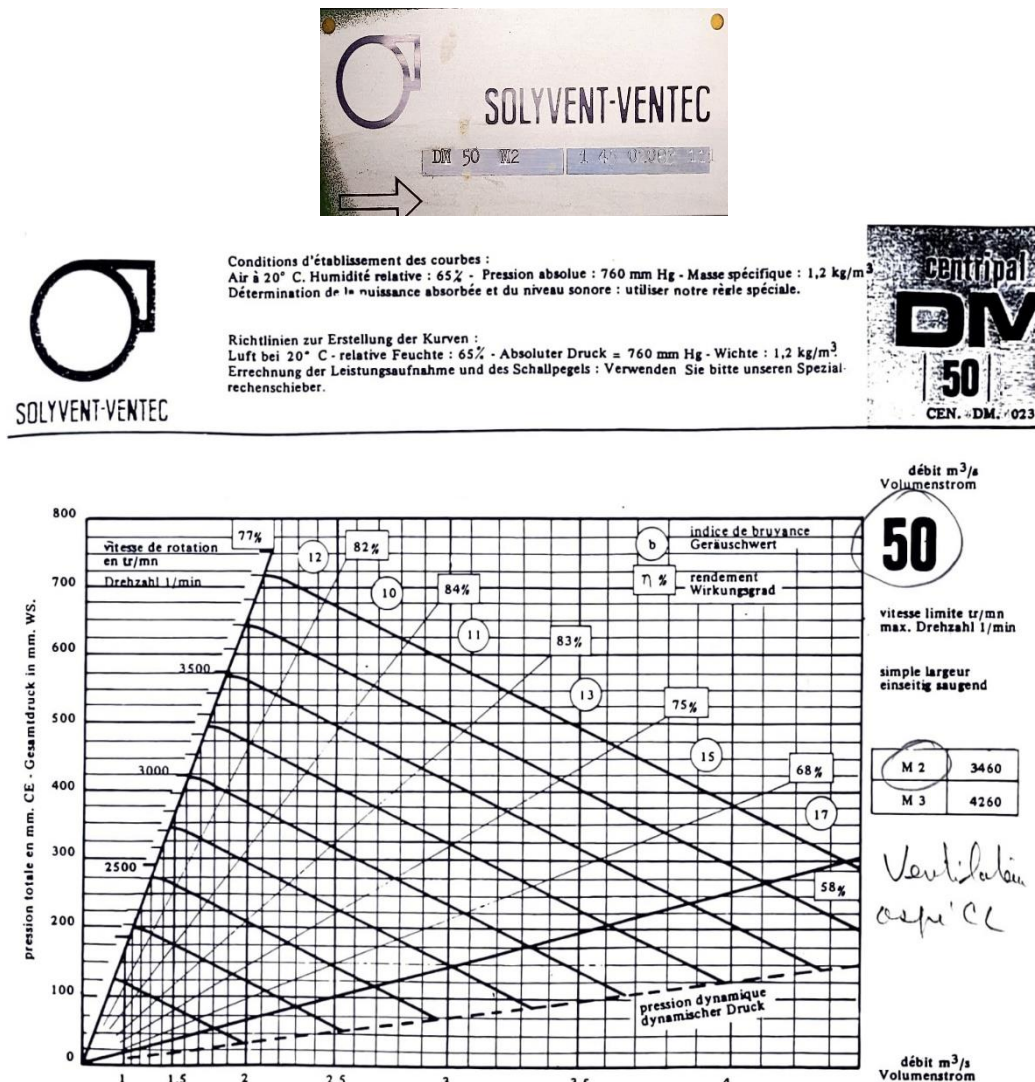 SOLYVENT-VENTEC
DM 50 M2
Conditions d'établissement des courbes :
Air à 20° C. Humidité relative : 65% - Pression absolue : 760 mm Hg - Masse spécifique : 1,2 kg/m³
Détermination de la puissance absorbée et du niveau sonore : utiliser notre règle spéciale.
Richtlinien zur Erstellung der Kurven :
Luft bei 20° C - relative Feuchte : 65% - Absoluter Druck = 760 mm Hg - Wichte : 1,2 kg/m³.
Errechnung der Leistungsaufnahme und des Schallpegels : Verwenden Sie bitte unseren Spezial-
rechenschieber.
SOLYVENT-VENTEC
centripal
DM
50
CEN. - DM. 023
débit m³/s
Volumenstrom
50
vitesse limite tr/mn
max. Drehzahl 1/min
simple largeur
einseitig saugend
M 2 3460
M 3 4260
pression totale en mm. CE - Gesamtdruck in mm. WS.
800
700
600
500
400
300
200
100
0
vitesse de rotation
en tr/mn
Drehzahl 1/min
3500
3000
2500
77%
82%
84%
83%
75%
68%
58%
12
10
11
13
15
17
b
indice de bruyance
Geräuschwert
η %
rendement
Wirkungsgrad
pression dynamique
dynamischer Druck
1 1.5 2 2.5 3 3.5 4
débit m³/s
Volumenstrom